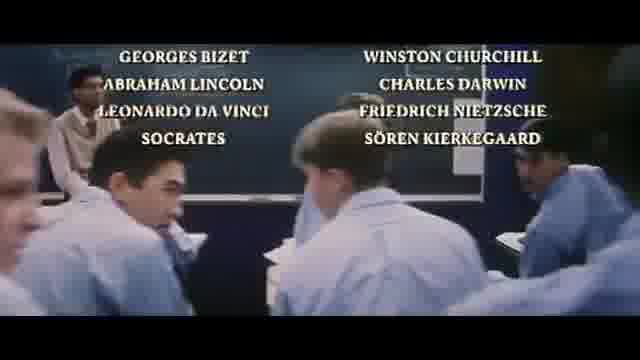 GEORGES BIZET
ABRAHAM LINCOLN
LEONARDO DA VINCI
SOCRATES
WINSTON CHURCHILL
CHARLES DARWIN
FRIEDRICH NIETZSCHE
SÖREN KIERKEGAARD